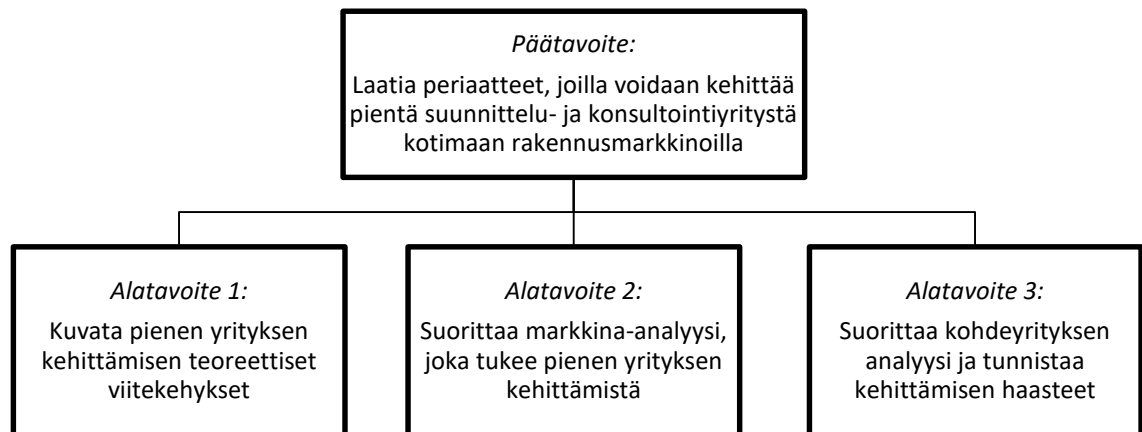 Päätavoite:
Laatia periaatteet, joilla voidaan kehittää
pientä suunnittelu- ja konsultointiyritystä
kotimaan rakennusmarkkinoilla
Alatavoite 1:
Kuvata pienen yrityksen
kehittämisen teoreettiset
viitekehykset
Alatavoite 2:
Suorittaa markkina-analyysi,
joka tukee pienen yrityksen
kehittämistä
Alatavoite 3:
Suorittaa kohdeyrityksen
analyysi ja tunnistaa
kehittämisen haasteet